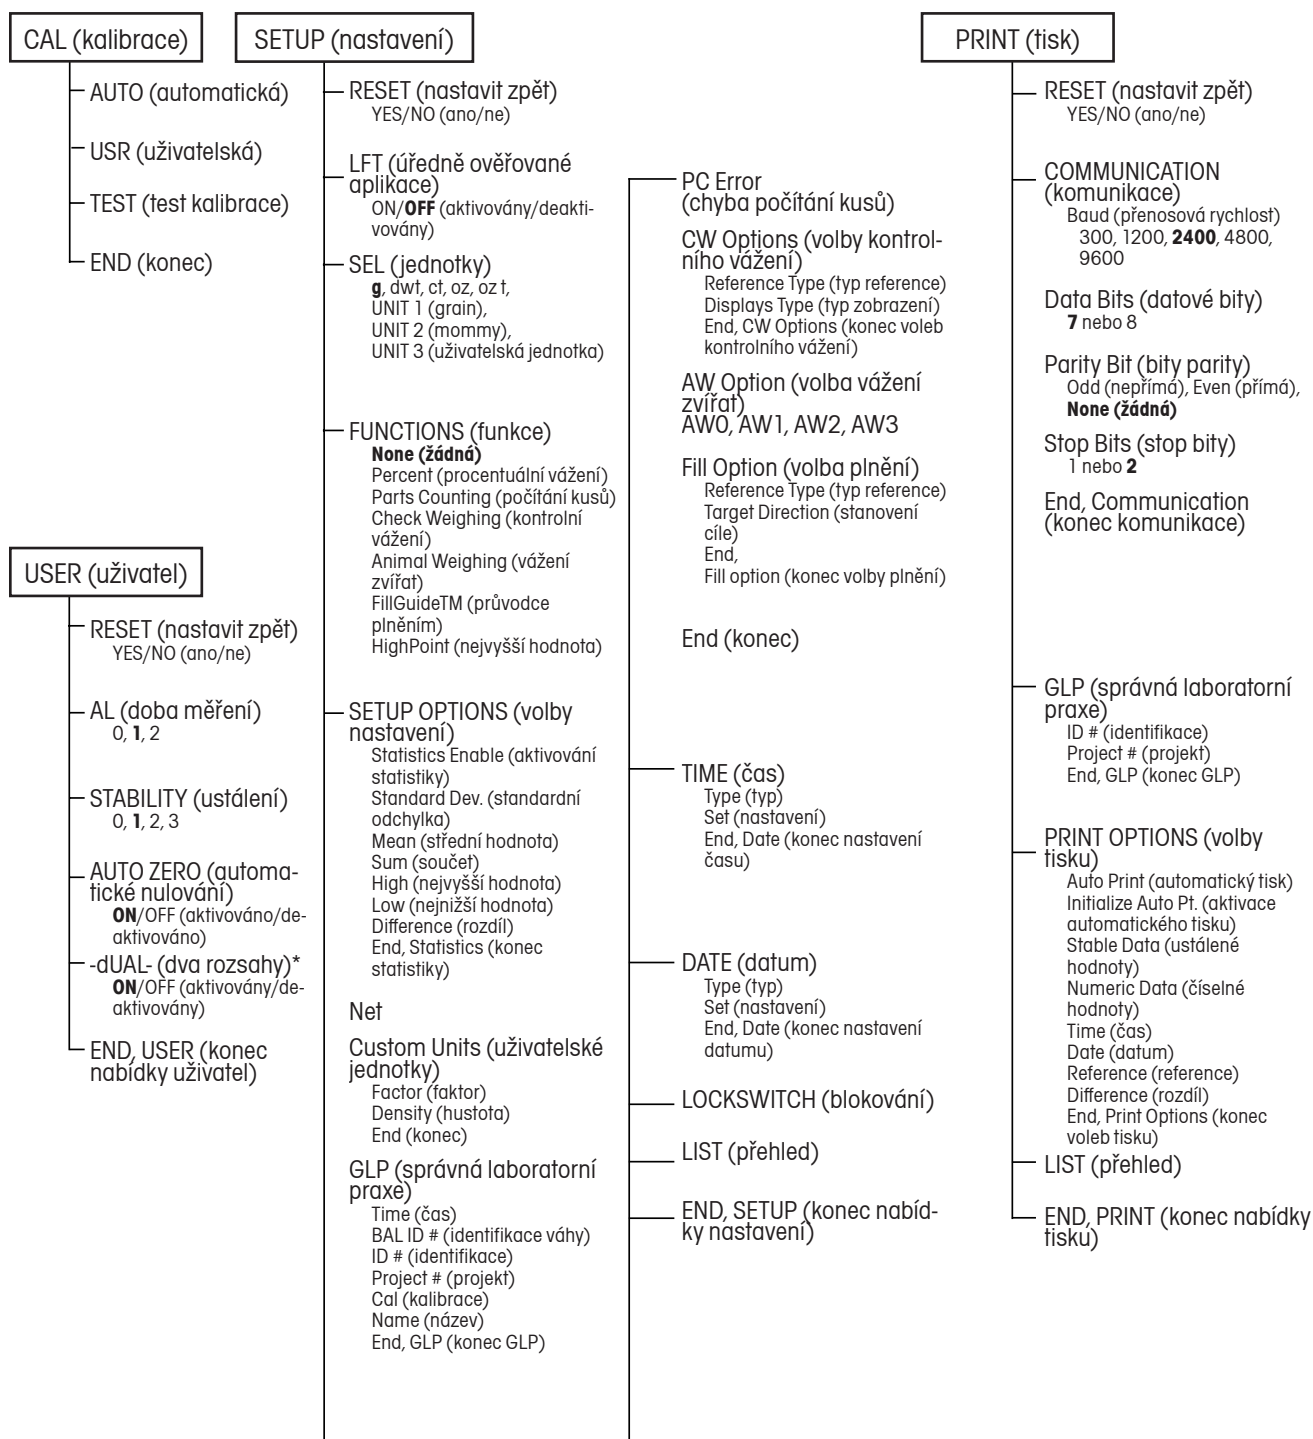 CAL (kalibrace)
AUTO (automatická)
USR (uživatelská)
TEST (test kalibrace)
END (konec)
USER (uživatel)
RESET (nastavit zpět)
YES/NO (ano/ne)
AL (doba měření)
0, 1, 2
STABILITY (ustálení)
0, 1, 2, 3
AUTO ZERO (automa-
tické nulování)
ON/OFF (aktivováno/de-
aktivováno)
-dUAL- (dva rozsahy)*
ON/OFF (aktivovány/de-
aktivovány)
END, USER (konec
nabídky uživatel)
SETUP (nastavení)
RESET (nastavit zpět)
YES/NO (ano/ne)
LFT (úředně ověřované
aplikace)
ON/OFF (aktivovány/deakti-
vovány)
SEL (jednotky)
g, dwt, ct, oz, oz t,
UNIT 1 (grain),
UNIT 2 (mommy),
UNIT 3 (uživatelská jednotka)
FUNCTIONS (funkce)
None (žádná)
Percent (procentuální vážení)
Parts Counting (počítání kusů)
Check Weighing (kontrolní
vážení)
Animal Weighing (vážení
zvířat)
FillGuideTM (průvodce
plněním)
HighPoint (nejvyšší hodnota)
SETUP OPTIONS (volby
nastavení)
Statistics Enable (aktivování
statistiky)
Standard Dev. (standardní
odchylka)
Mean (střední hodnota)
Sum (součet)
High (nejvyšší hodnota)
Low (nejnižší hodnota)
Difference (rozdíl)
End, Statistics (konec
statistiky)
Net
Custom Units (uživatelské
jednotky)
Factor (faktor)
Density (hustota)
End (konec)
GLP (správná laboratorní
praxe)
Time (čas)
BAL ID # (identifikace váhy)
ID # (identifikace)
Project # (projekt)
Cal (kalibrace)
Name (název)
End, GLP (konec GLP)
PC Error
(chyba počítání kusů)
CW Options (volby kontrol-
ního vážení)
Reference Type (typ reference)
Displays Type (typ zobrazení)
End, CW Options (konec voleb
kontrolního vážení)
AW Option (volba vážení
zvířat)
AW0, AW1, AW2, AW3
Fill Option (volba plnění)
Reference Type (typ reference)
Target Direction (stanovení
cíle)
End,
Fill option (konec volby plnění)
End (konec)
TIME (čas)
Type (typ)
Set (nastavení)
End, Date (konec nastavení
času)
DATE (datum)
Type (typ)
Set (nastavení)
End, Date (konec nastavení
datumu)
LOCKSWITCH (blokování)
LIST (přehled)
END, SETUP (konec nabíd-
ky nastavení)
PRINT (tisk)
RESET (nastavit zpět)
YES/NO (ano/ne)
COMMUNICATION
(komunikace)
Baud (přenosová rychlost)
300, 1200, 2400, 4800,
9600
Data Bits (datové bity)
7 nebo 8
Parity Bit (bity parity)
Odd (nepřímá), Even (přímá),
None (žádná)
Stop Bits (stop bity)
1 nebo 2
End, Communication
(konec komunikace)
GLP (správná laboratorní
praxe)
ID # (identifikace)
Project # (projekt)
End, GLP (konec GLP)
PRINT OPTIONS (volby
tisku)
Auto Print (automatický tisk)
Initialize Auto Pt. (aktivace
automatického tisku)
Stable Data (ustálené
hodnoty)
Numeric Data (číselné
hodnoty)
Time (čas)
Date (datum)
Reference (reference)
Difference (rozdíl)
End, Print Options (konec
voleb tisku)
LIST (přehled)
END, PRINT (konec nabídky
tisku)